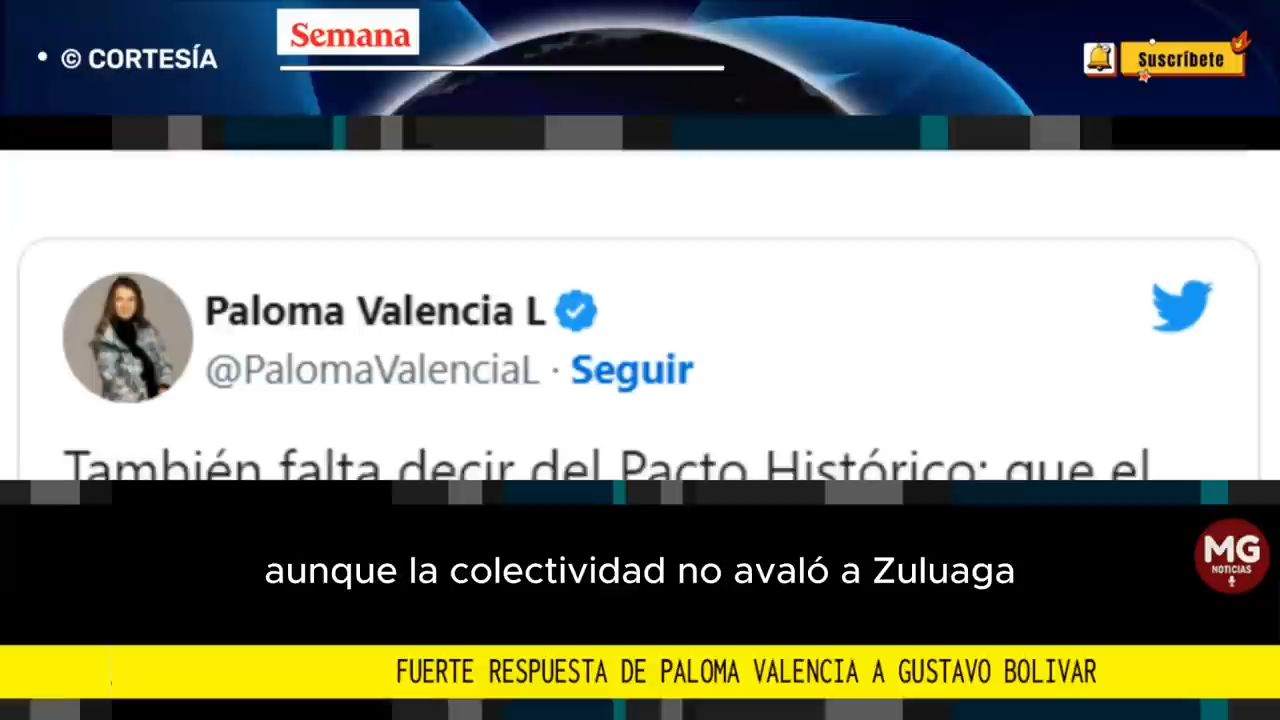 • © CORTESÍA
Semana
Suscríbete
Paloma Valencia L
@PalomaValenciaL · Seguir
También falta decir del Pacto Histórico: que el
aunque la colectividad no avaló a Zuluaga
MG
NOTICIAS
FUERTE RESPUESTA DE PALOMA VALENCIA A GUSTAVO BOLIVAR